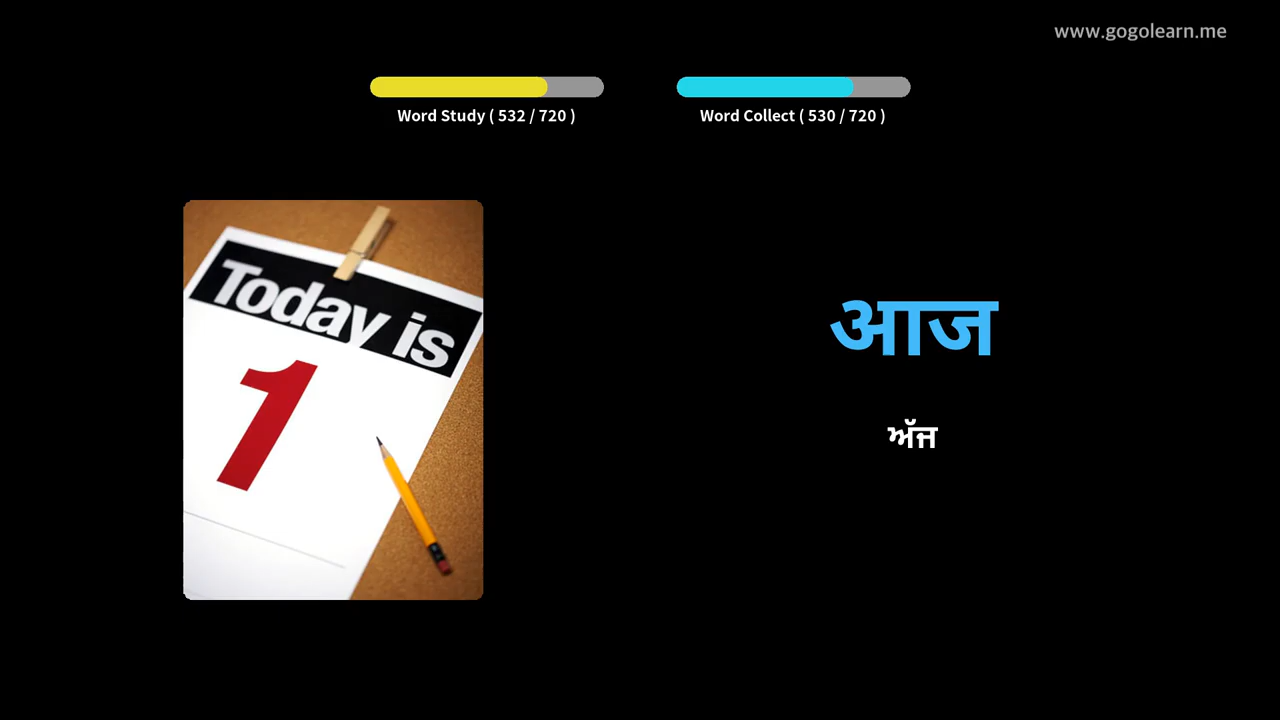 www.gogolearn.me
Word Study ( 532 / 720 )
Word Collect ( 530 / 720 )
Today is
1
आज
ਅੱਜ